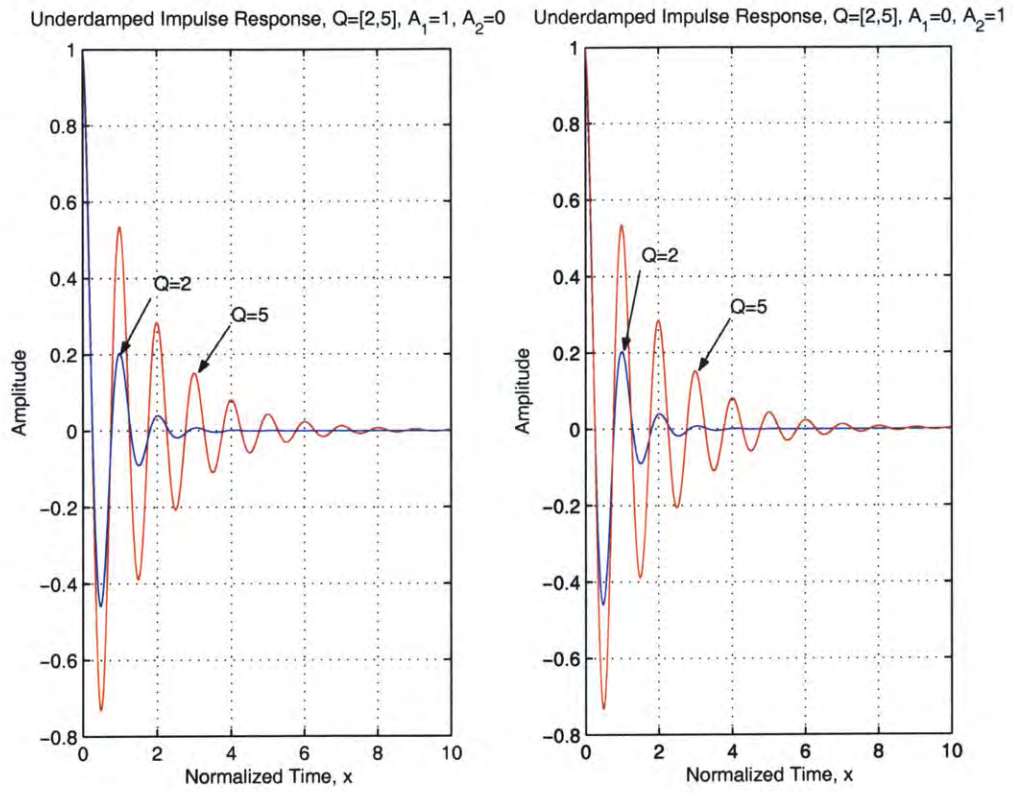 Underdamped Impulse Response, Q=[2,5], A₁=1, A₂=0
1
0.8
0.6
0.4
0.2
0
−0.2
−0.4
−0.6
−0.8
Amplitude
Q=2
Q=5
0 2 4 6 8 10
Normalized Time, x
Underdamped Impulse Response, Q=[2,5], A₁=0, A₂=1
1
0.8
0.6
0.4
0.2
0
−0.2
−0.4
−0.6
−0.8
Amplitude
Q=2
Q=5
0 2 4 6 8 10
Normalized Time, x